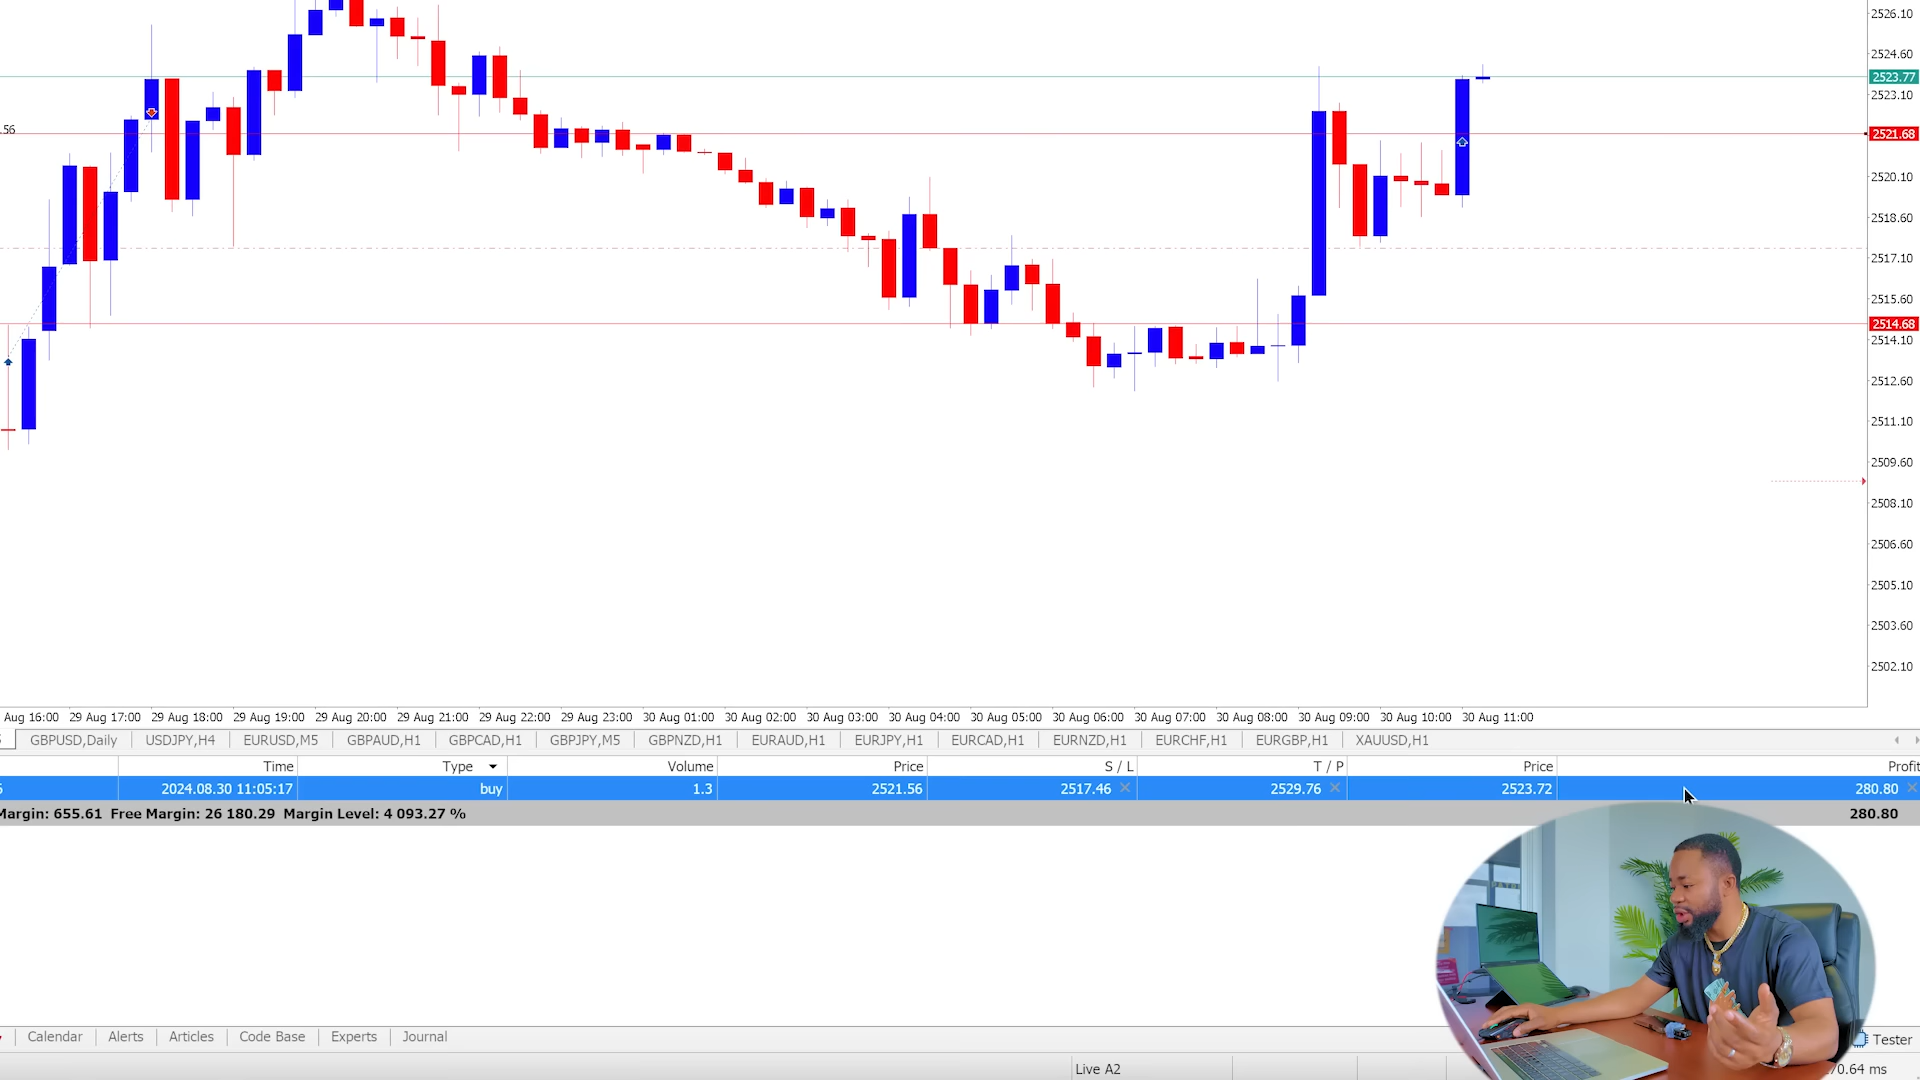 2526.10
2524.60
2523.77
2523.10
.56
2521.68
2520.10
2518.60
2517.10
2515.60
2514.68
2514.10
2512.60
2511.10
2509.60
2508.10
2506.60
2505.10
2503.60
2502.10
Aug 16:00 29 Aug 17:00 29 Aug 18:00 29 Aug 19:00 29 Aug 20:00 29 Aug 21:00 29 Aug 22:00 29 Aug 23:00 30 Aug 01:00 30 Aug 02:00 30 Aug 03:00 30 Aug 04:00 30 Aug 05:00 30 Aug 06:00 30 Aug 07:00 30 Aug 08:00 30 Aug 09:00 30 Aug 10:00 30 Aug 11:00
GBPUSD,Daily USDJPY,H4 EURUSD,M5 GBPAUD,H1 GBPCAD,H1 GBPJPY,M5 GBPNZD,H1 EURAUD,H1 EURJPY,H1 EURCAD,H1 EURNZD,H1 EURCHF,H1 EURGBP,H1 XAUUSD,H1
Time Type Volume Price S / L T / P Price Profit
2024.08.30 11:05:17 buy 1.3 2521.56 2517.46 2529.76 2523.72 280.80
Margin: 655.61 Free Margin: 26 180.29 Margin Level: 4 093.27 % 280.80
Calendar Alerts Articles Code Base Experts Journal Tester
Live A2 70.64 ms